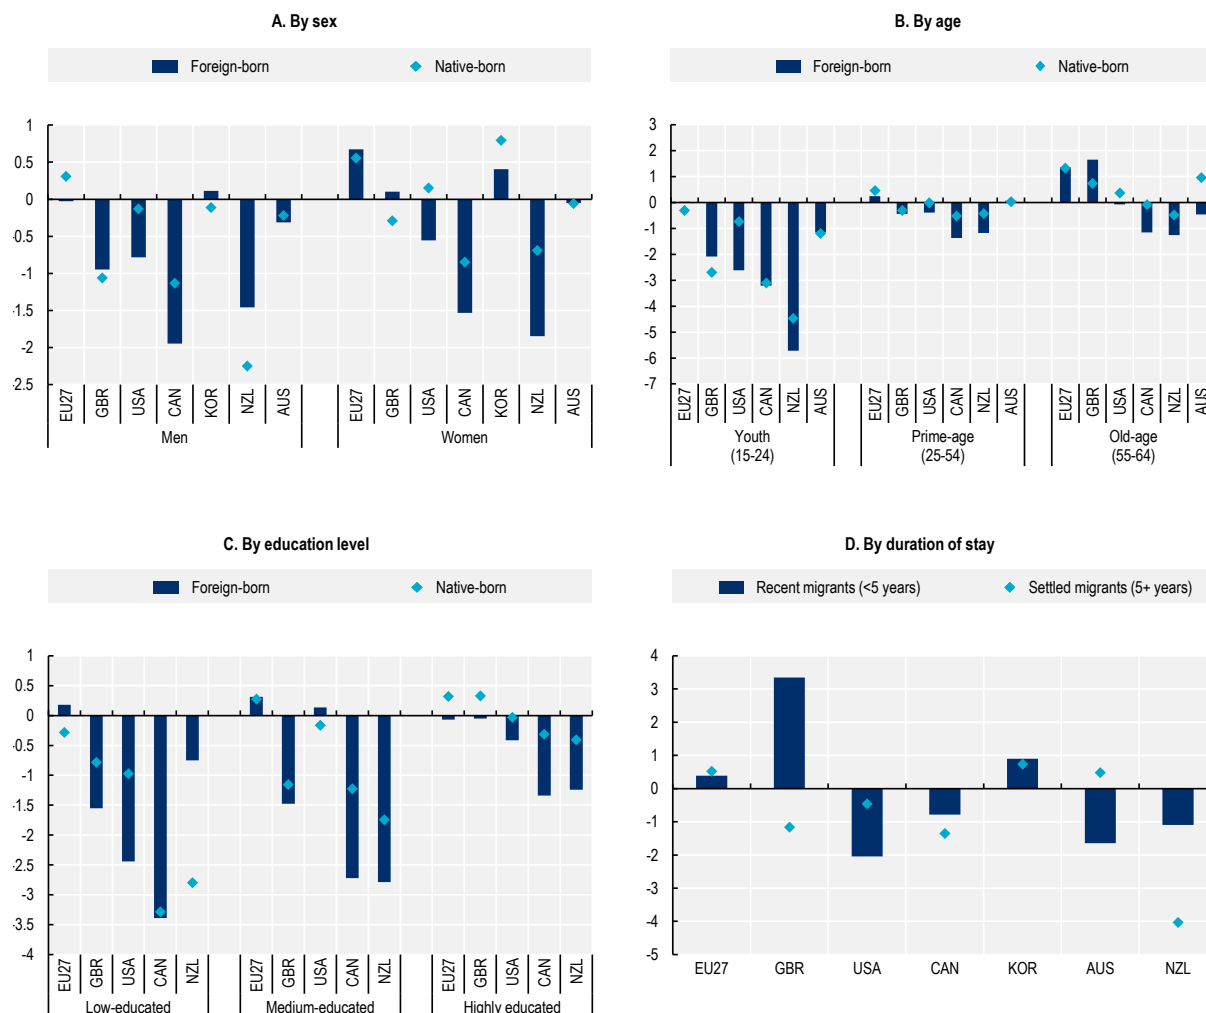 A. By sex
Foreign-born
Native-born
1
0.5
0
-0.5
-1
-1.5
-2
-2.5
EU27
GBR
USA
CAN
KOR
NZL
AUS
EU27
GBR
USA
CAN
KOR
NZL
AUS
Men
Women
B. By age
Foreign-born
Native-born
3
2
1
0
-1
-2
-3
-4
-5
-6
-7
EU27
GBR
USA
CAN
NZL
AUS
EU27
GBR
USA
CAN
NZL
AUS
EU27
GBR
USA
CAN
NZL
AUS
Youth
(15-24)
Prime-age
(25-54)
Old-age
(55-64)
C. By education level
Foreign-born
Native-born
1
0.5
0
-0.5
-1
-1.5
-2
-2.5
-3
-3.5
-4
EU27
GBR
USA
CAN
NZL
EU27
GBR
USA
CAN
NZL
EU27
GBR
USA
CAN
NZL
Low-educated
Medium-educated
Highly educated
D. By duration of stay
Recent migrants (<5 years)
Settled migrants (5+ years)
4
3
2
1
0
-1
-2
-3
-4
-5
EU27
GBR
USA
CAN
KOR
AUS
NZL